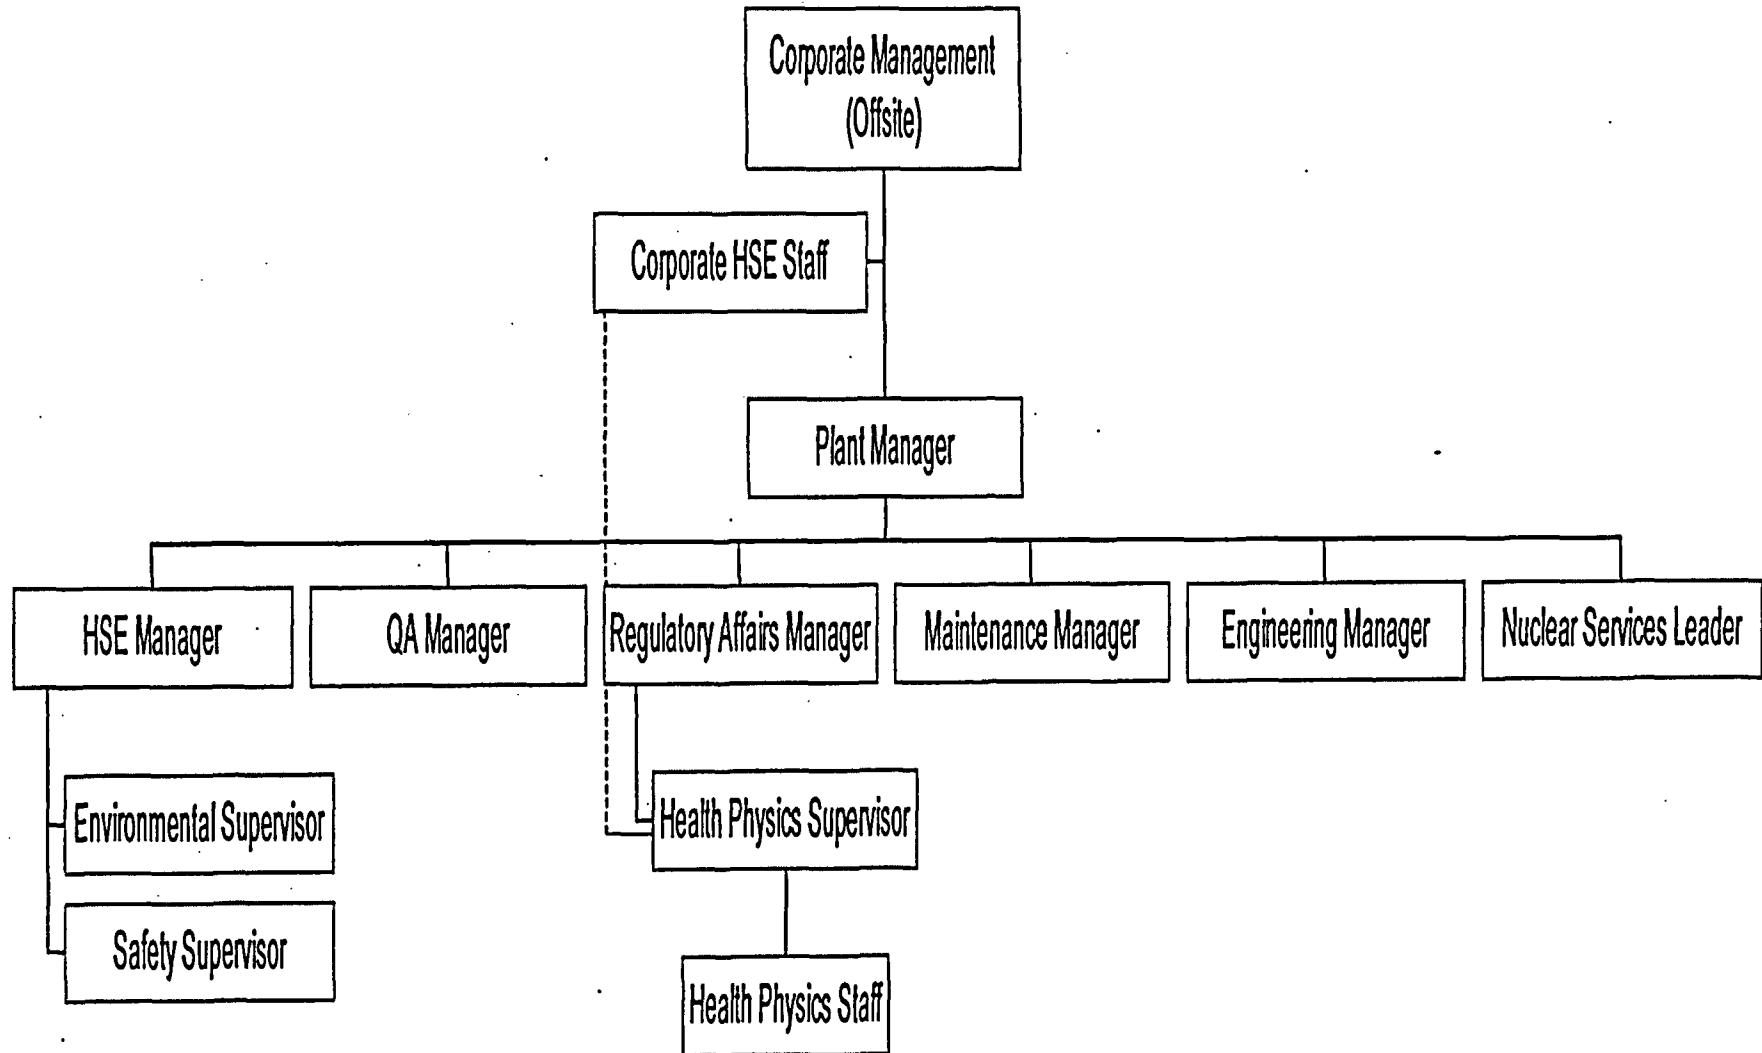 Corporate Management
(Offsite)
Corporate HSE Staff
Plant Manager
HSE Manager
QA Manager
Regulatory Affairs Manager
Maintenance Manager
Engineering Manager
Nuclear Services Leader
Environmental Supervisor
Health Physics Supervisor
Safety Supervisor
Health Physics Staff